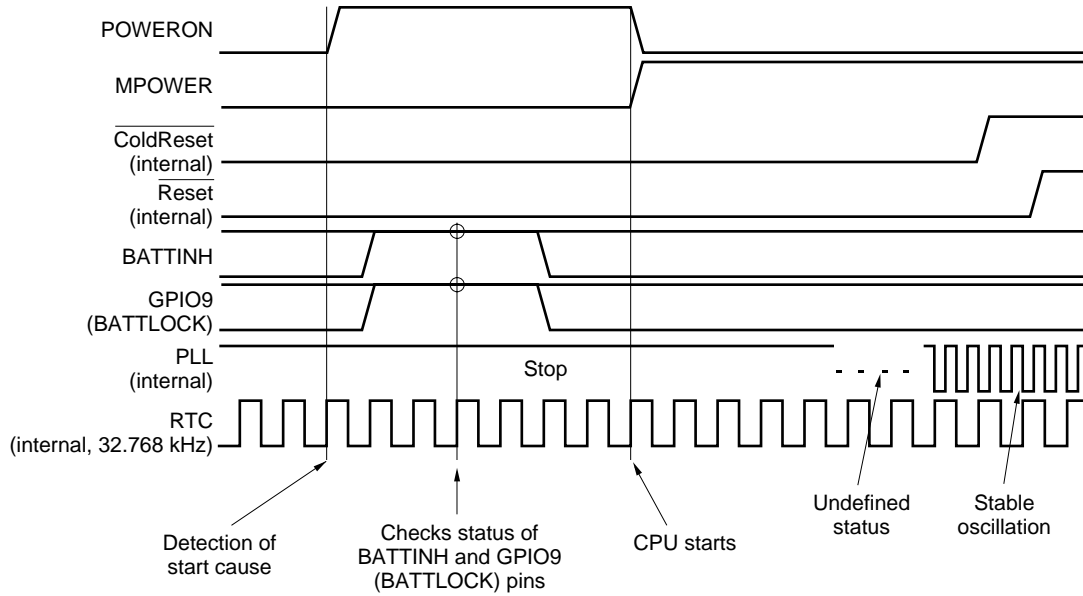 POWERON
MPOWER
ColdReset
(internal)
Reset
(internal)
BATTINH
GPIO9
(BATTLOCK)
PLL
(internal)
Stop
RTC
(internal, 32.768 kHz)
Detection of
start cause
Checks status of
BATTINH and GPIO9
(BATTLOCK) pins
CPU starts
Undefined
status
Stable
oscillation